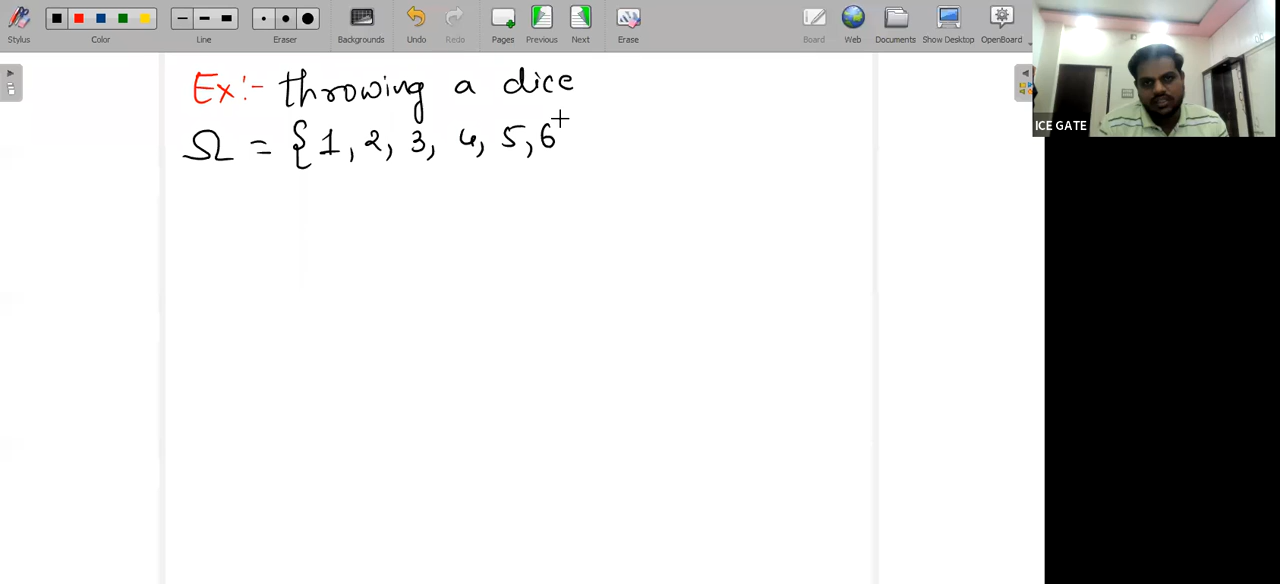 Stylus
Color
Line
Eraser
Backgrounds
Undo
Redo
Pages
Previous
Next
Erase
Board
Web
Documents
Show Desktop
OpenBoard
ICE GATE
Ex:- throwing a dice
Ω = {1, 2, 3, 4, 5, 6